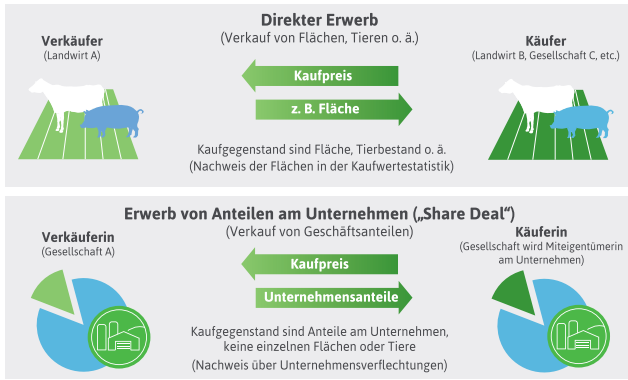 Direkter Erwerb
(Verkauf von Flächen, Tieren o. ä.)
Verkäufer
(Landwirt A)
Käufer
(Landwirt B, Gesellschaft C, etc.)
Kaufpreis
z. B. Fläche
Kaufgegenstand sind Fläche, Tierbestand o. ä.
(Nachweis der Flächen in der Kaufwertestatistik)
Erwerb von Anteilen am Unternehmen („Share Deal“)
(Verkauf von Geschäftsanteilen)
Verkäuferin
(Gesellschaft A)
Käuferin
(Gesellschaft wird Miteigentümerin
am Unternehmen)
Kaufpreis
Unternehmensanteile
Kaufgegenstand sind Anteile am Unternehmen,
keine einzelnen Flächen oder Tiere
(Nachweis über Unternehmensverflechtungen)